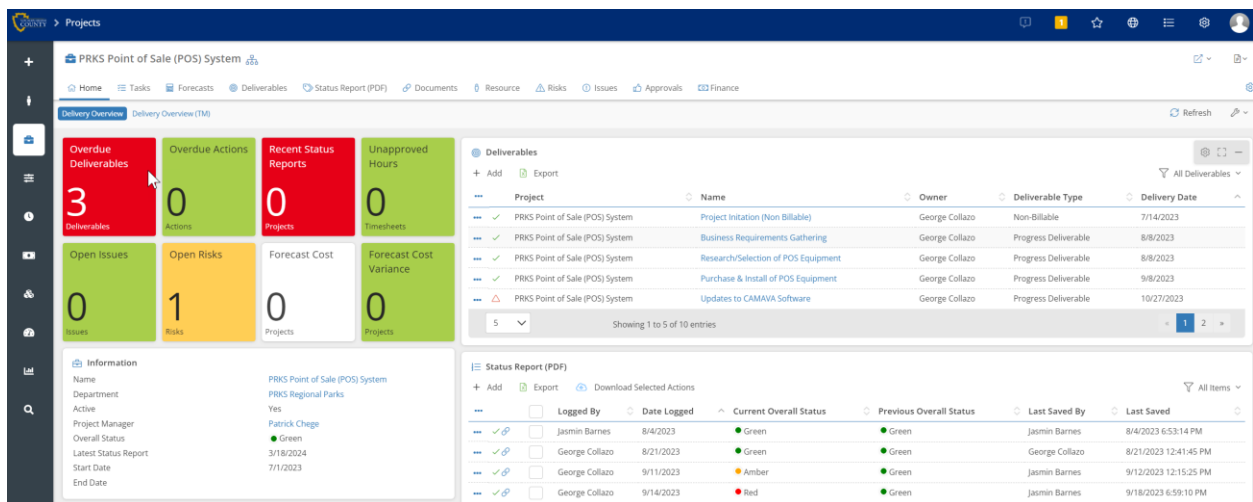 COUNTY > Projects
1
PRKS Point of Sale (POS) System
Home Tasks Forecasts Deliverables Status Report (PDF) Documents Resource Risks Issues Approvals Finance
Delivery Overview Delivery Overview (TM) Refresh
Overdue Deliverables
3
Deliverables
Overdue Actions
0
Actions
Recent Status Reports
0
Projects
Unapproved Hours
0
Timesheets
Open Issues
0
Issues
Open Risks
1
Risks
Forecast Cost
0
Projects
Forecast Cost Variance
0
Projects
Information
Name PRKS Point of Sale (POS) System
Department PRKS Regional Parks
Active Yes
Project Manager Patrick Chege
Overall Status Green
Latest Status Report 3/18/2024
Start Date 7/1/2023
End Date
Deliverables
+ Add Export All Deliverables
Project Name Owner Deliverable Type Delivery Date
PRKS Point of Sale (POS) System Project Initation (Non Billable) George Collazo Non-Billable 7/14/2023
PRKS Point of Sale (POS) System Business Requirements Gathering George Collazo Progress Deliverable 8/8/2023
PRKS Point of Sale (POS) System Research/Selection of POS Equipment George Collazo Progress Deliverable 8/8/2023
PRKS Point of Sale (POS) System Purchase & Install of POS Equipment George Collazo Progress Deliverable 9/8/2023
PRKS Point of Sale (POS) System Updates to CAMAVA Software George Collazo Progress Deliverable 10/27/2023
5 Showing 1 to 5 of 10 entries « 1 2 »
Status Report (PDF)
+ Add Export Download Selected Actions All Items
Logged By Date Logged Current Overall Status Previous Overall Status Last Saved By Last Saved
Jasmin Barnes 8/4/2023 Green Green Jasmin Barnes 8/4/2023 6:53:14 PM
George Collazo 8/21/2023 Green Green George Collazo 8/21/2023 12:41:45 PM
George Collazo 9/11/2023 Amber Green Jasmin Barnes 9/12/2023 12:15:25 PM
George Collazo 9/14/2023 Red Green Jasmin Barnes 9/18/2023 6:59:10 PM